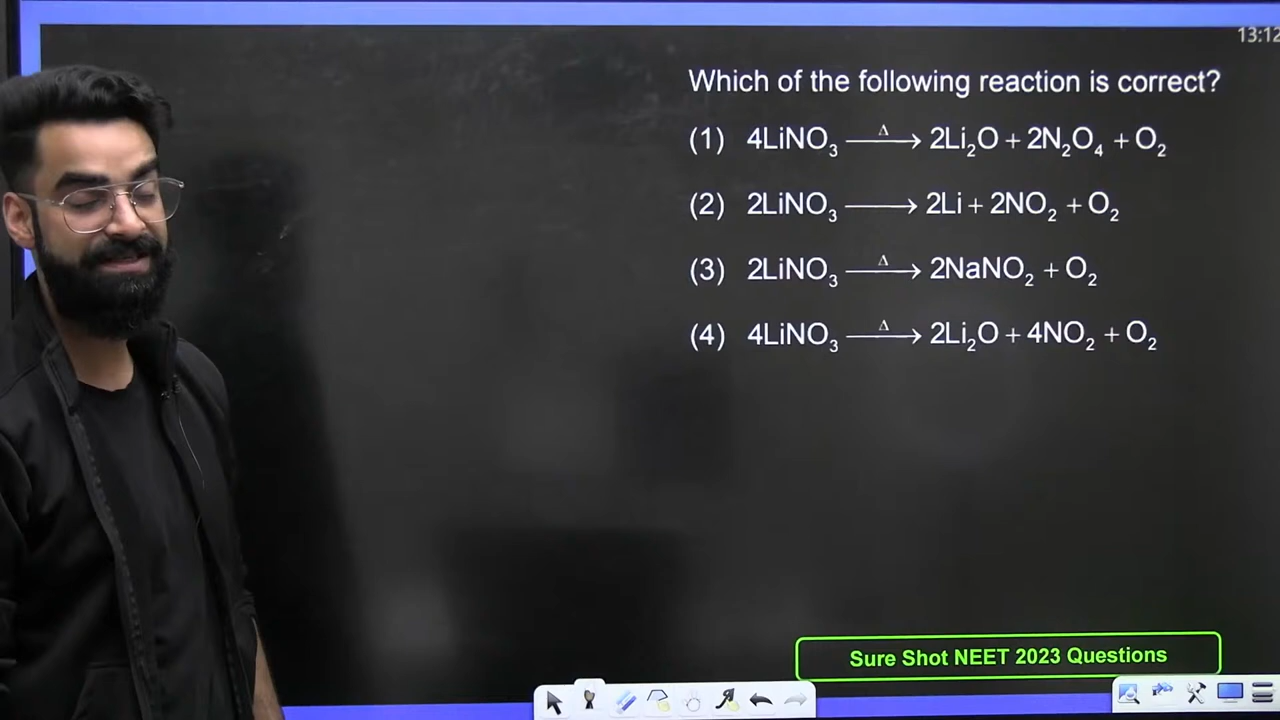 13:12
Which of the following reaction is correct?
(1) 4LiNO₃ —Δ→ 2Li₂O + 2N₂O₄ + O₂
(2) 2LiNO₃ ⟶ 2Li + 2NO₂ + O₂
(3) 2LiNO₃ —Δ→ 2NaNO₂ + O₂
(4) 4LiNO₃ —Δ→ 2Li₂O + 4NO₂ + O₂
Sure Shot NEET 2023 Questions